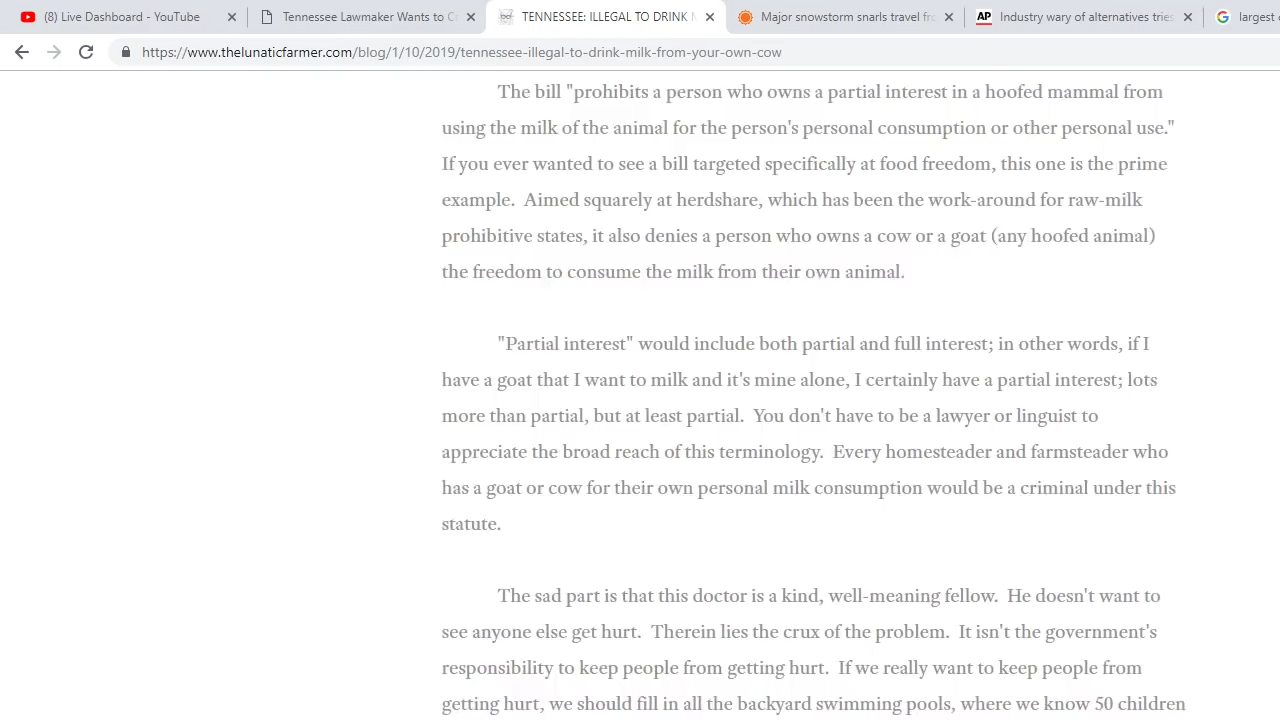 (8) Live Dashboard - YouTube
Tennessee Lawmaker Wants to C
TENNESSEE: ILLEGAL TO DRINK M
Major snowstorm snarls travel fro
AP Industry wary of alternatives tries
G largest c
https://www.thelunaticfarmer.com/blog/1/10/2019/tennessee-illegal-to-drink-milk-from-your-own-cow
The bill "prohibits a person who owns a partial interest in a hoofed mammal from
using the milk of the animal for the person's personal consumption or other personal use."
If you ever wanted to see a bill targeted specifically at food freedom, this one is the prime
example.  Aimed squarely at herdshare, which has been the work-around for raw-milk
prohibitive states, it also denies a person who owns a cow or a goat (any hoofed animal)
the freedom to consume the milk from their own animal.
"Partial interest" would include both partial and full interest; in other words, if I
have a goat that I want to milk and it's mine alone, I certainly have a partial interest; lots
more than partial, but at least partial.  You don't have to be a lawyer or linguist to
appreciate the broad reach of this terminology.  Every homesteader and farmsteader who
has a goat or cow for their own personal milk consumption would be a criminal under this
statute.
The sad part is that this doctor is a kind, well-meaning fellow.  He doesn't want to
see anyone else get hurt.  Therein lies the crux of the problem.  It isn't the government's
responsibility to keep people from getting hurt.  If we really want to keep people from
getting hurt, we should fill in all the backyard swimming pools, where we know 50 children